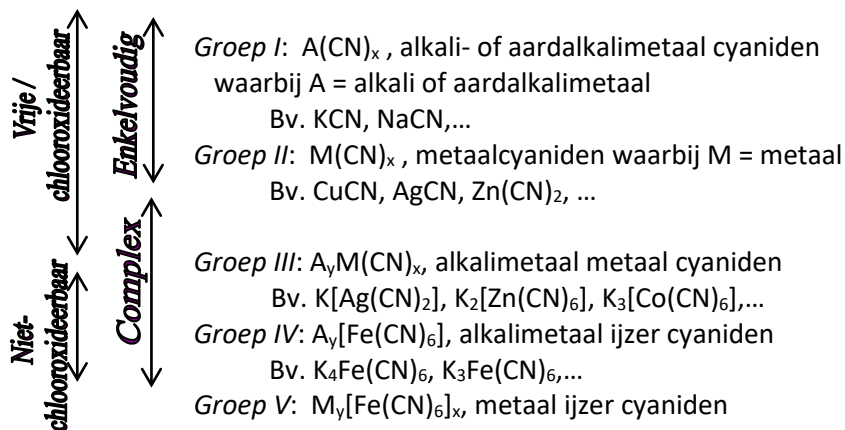 Vrije /
chlooroxideerbaar
Enkelvoudig
Niet-
chlooroxideerbaar
Complex
Groep I: A(CN)ₓ , alkali- of aardalkalimetaal cyaniden
waarbij A = alkali of aardalkalimetaal
Bv. KCN, NaCN,…
Groep II: M(CN)ₓ , metaalcyaniden waarbij M = metaal
Bv. CuCN, AgCN, Zn(CN)₂, …
Groep III: AᵧM(CN)ₓ, alkalimetaal metaal cyaniden
Bv. K[Ag(CN)₂], K₂[Zn(CN)₆], K₃[Co(CN)₆],…
Groep IV: Aᵧ[Fe(CN)₆], alkalimetaal ijzer cyaniden
Bv. K₄Fe(CN)₆, K₃Fe(CN)₆,…
Groep V: Mᵧ[Fe(CN)₆]ₓ, metaal ijzer cyaniden